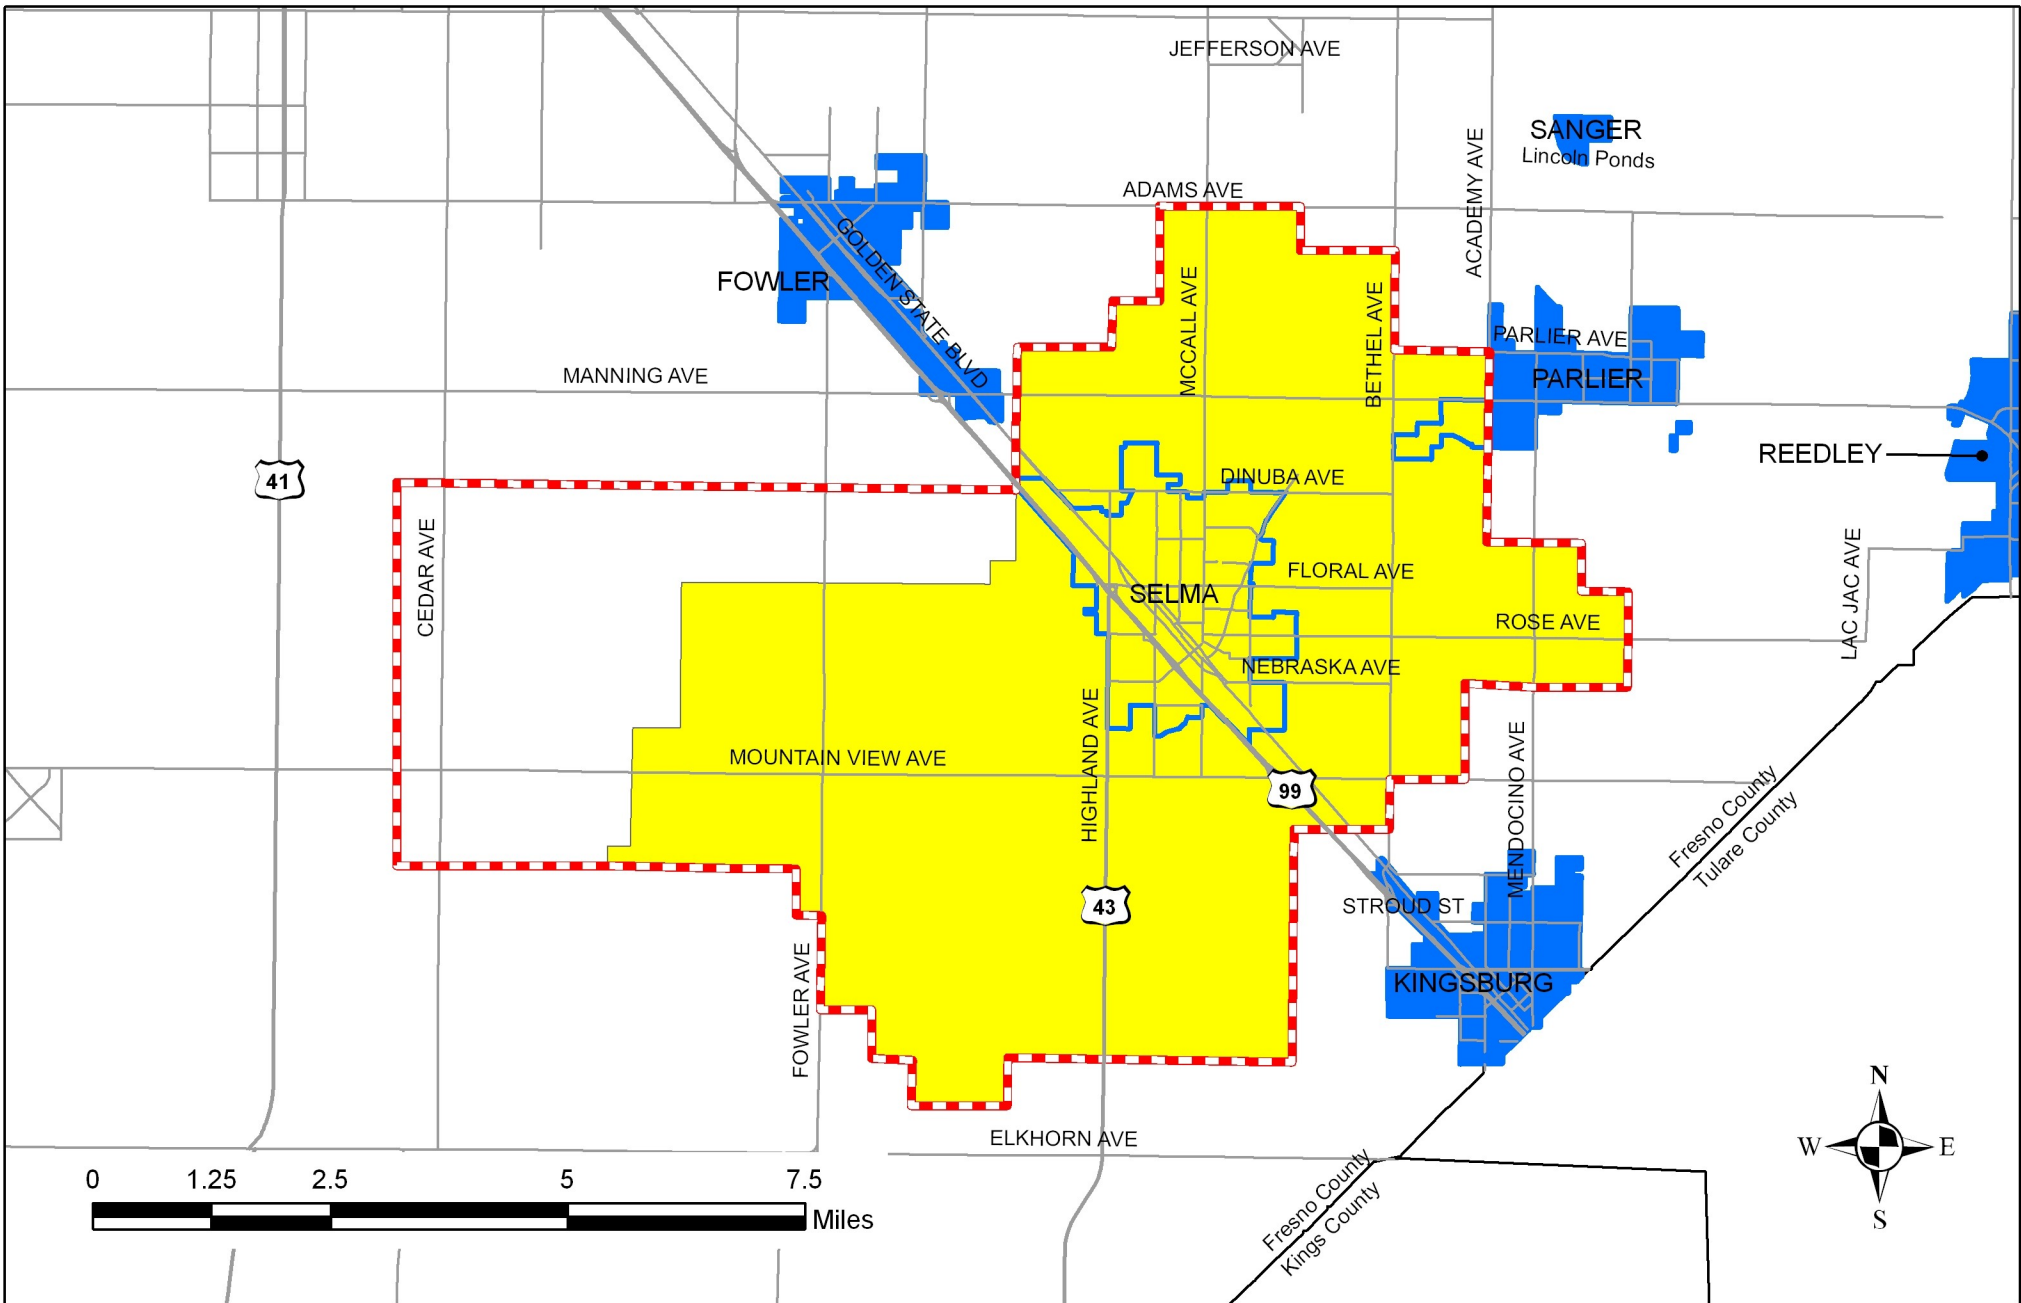 JEFFERSON AVE
SANGER
Lincoln Ponds
ACADEMY AVE
ADAMS AVE
GOLDEN STATE BLVD
FOWLER
MCCALL AVE
BETHEL AVE
PARLIER AVE
PARLIER
MANNING AVE
REEDLEY
41
DINUBA AVE
CEDAR AVE
FLORAL AVE
SELMA
LAC JAC AVE
ROSE AVE
NEBRASKA AVE
HIGHLAND AVE
MENDOCINO AVE
MOUNTAIN VIEW AVE
99
Fresno County
Tulare County
43
STROUD ST
FOWLER AVE
KINGSBURG
ELKHORN AVE
N
W E
S
Fresno County
Kings County
0 1.25 2.5 5 7.5
Miles